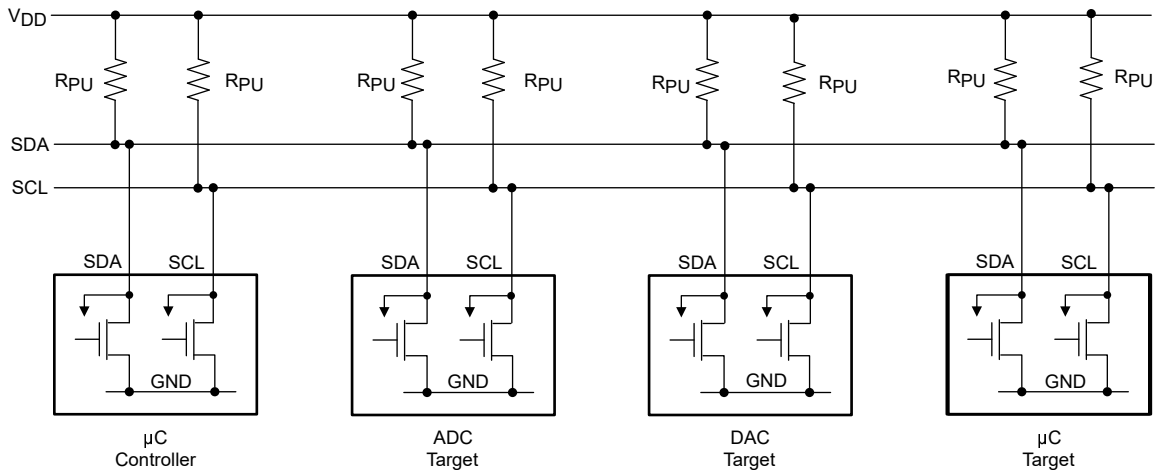 VDD
RPU RPU RPU RPU RPU RPU RPU RPU
SDA
SCL
SDA SCL SDA SCL SDA SCL SDA SCL
GND GND GND GND
µC
Controller
ADC
Target
DAC
Target
µC
Target